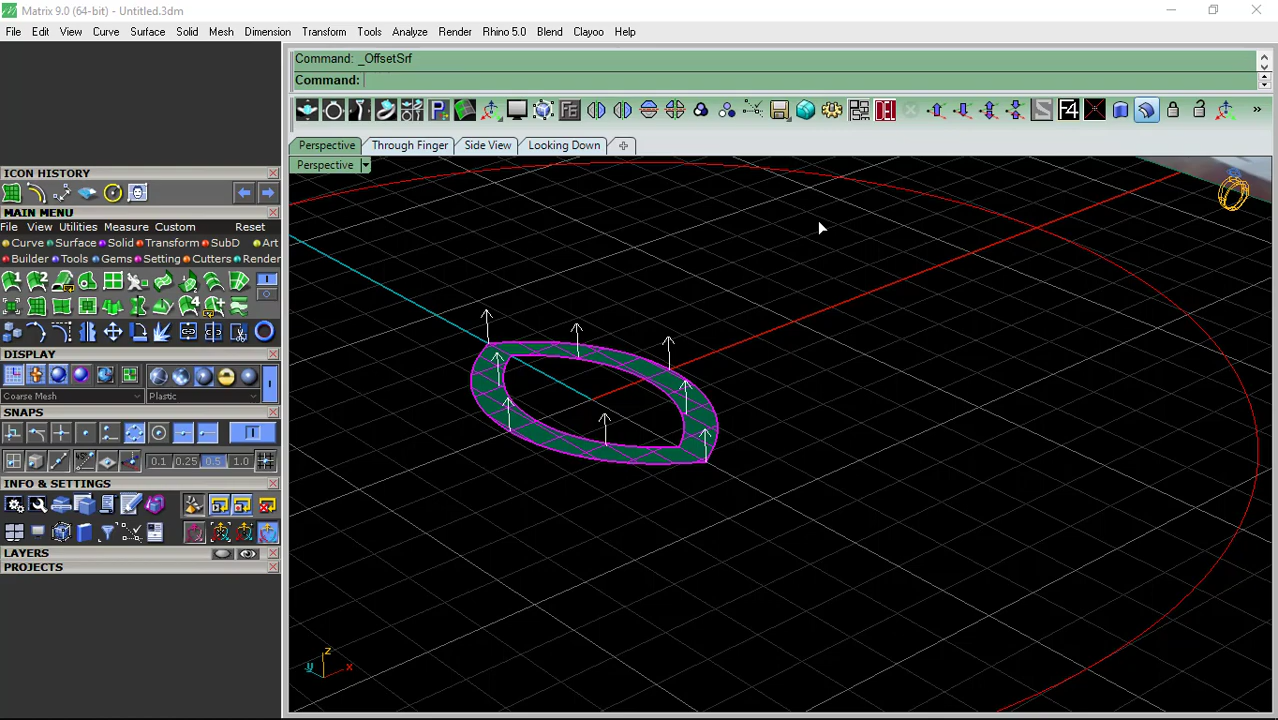 Matrix 9.0 (64-bit) - Untitled.3dm
File Edit View Curve Surface Solid Mesh Dimension Transform Tools Analyze Render Rhino 5.0 Blend Clayoo Help
Command: _OffsetSrf
Command:
F4
Perspective Through Finger Side View Looking Down
Perspective
ICON HISTORY
MAIN MENU
File View Utilities Measure Custom Reset
Curve Surface Solid Transform SubD Art
Builder Tools Gems Setting Cutters Render
DISPLAY
Coarse Mesh Plastic
SNAPS
0.1 0.25 0.5 1.0
INFO & SETTINGS
LAYERS
PROJECTS
z
y x